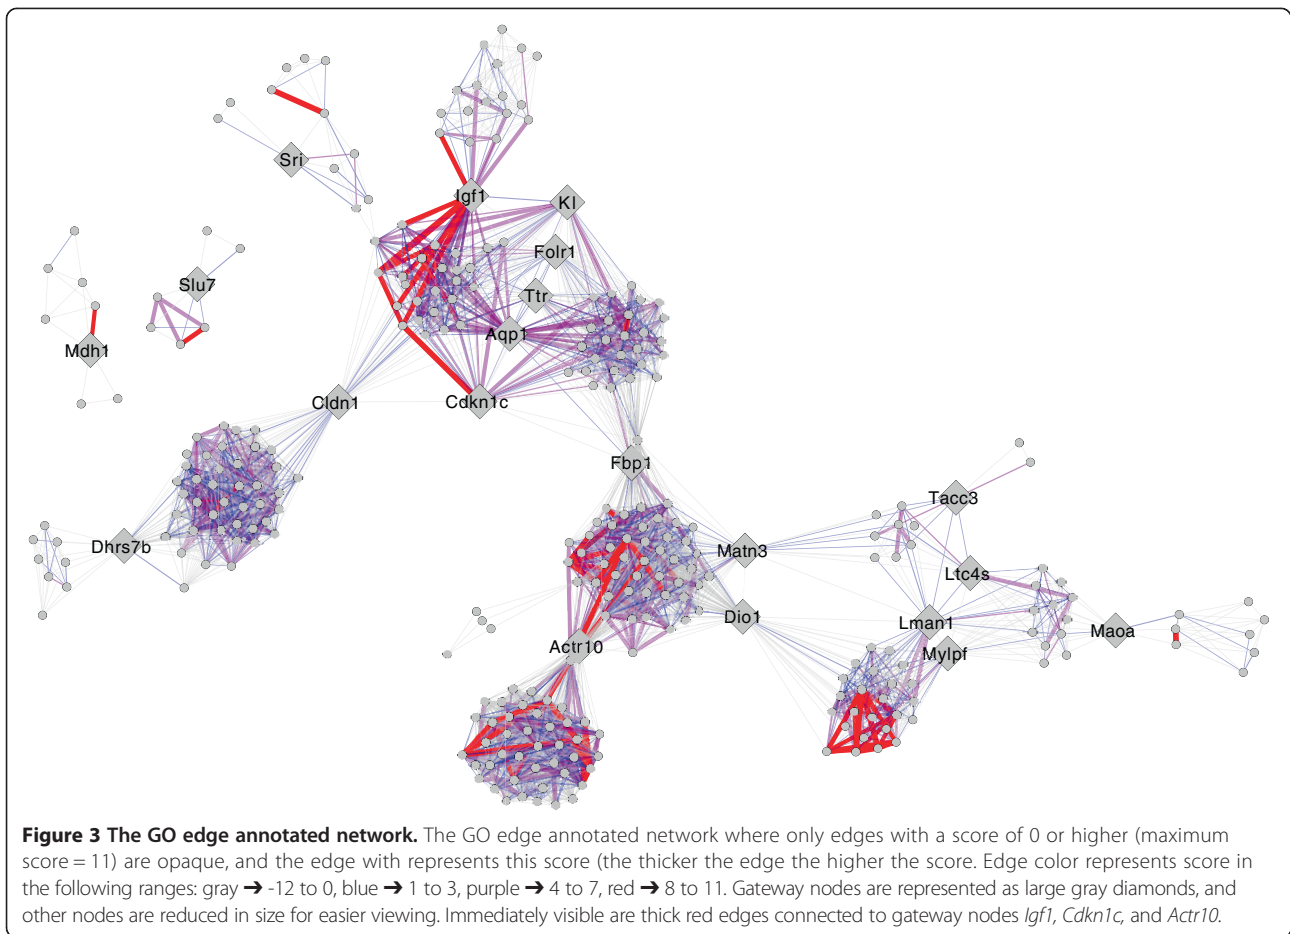 Sri
Igf1
Kl
Folr1
Slu7
Ttr
Mdh1
Aqp1
Cldn1
Cdkn1c
Fbp1
Tacc3
Dhrs7b
Matn3
Ltc4s
Dio1
Lman1
Maoa
Actr10
Mylpf
Figure 3 The GO edge annotated network. The GO edge annotated network where only edges with a score of 0 or higher (maximum
score = 11) are opaque, and the edge with represents this score (the thicker the edge the higher the score. Edge color represents score in
the following ranges: gray ➔ -12 to 0, blue ➔ 1 to 3, purple ➔ 4 to 7, red ➔ 8 to 11. Gateway nodes are represented as large gray diamonds, and
other nodes are reduced in size for easier viewing. Immediately visible are thick red edges connected to gateway nodes Igf1, Cdkn1c, and Actr10.